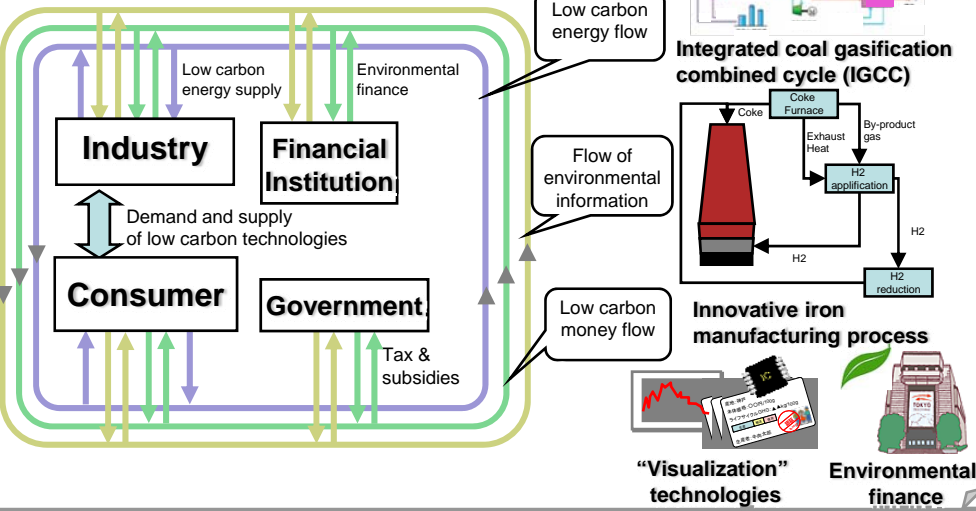 Low carbon
energy flow
Low carbon
energy supply
Environmental
finance
Industry
Financial
Institution
Demand and supply
of low carbon technologies
Consumer
Government
Tax &
subsidies
Flow of
environmental
information
Low carbon
money flow
Integrated coal gasification
combined cycle (IGCC)
Coke
Furnace
Coke
Exhaust
Heat
By-product
gas
H2
applification
H2
H2
H2
reduction
Innovative iron
manufacturing process
IC
TOKYO
“Visualization”
technologies
Environmental
finance